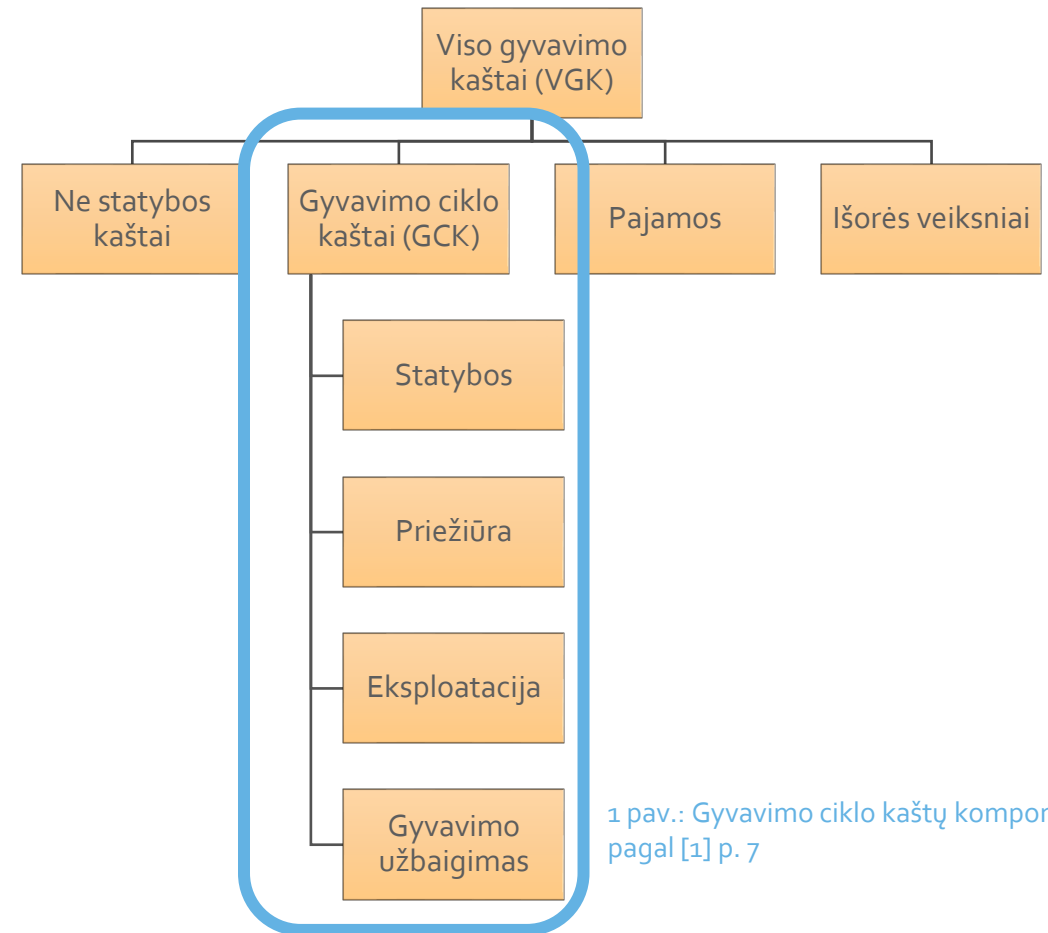 Viso gyvavimo
kaštai (VGK)
Ne statybos
kaštai
Gyvavimo ciklo
kaštai (GCK)
Pajamos
Išorės veiksniai
Statybos
Priežiūra
Eksploatacija
Gyvavimo
užbaigimas
1 pav.: Gyvavimo ciklo kaštų
pagal [1] p. 7